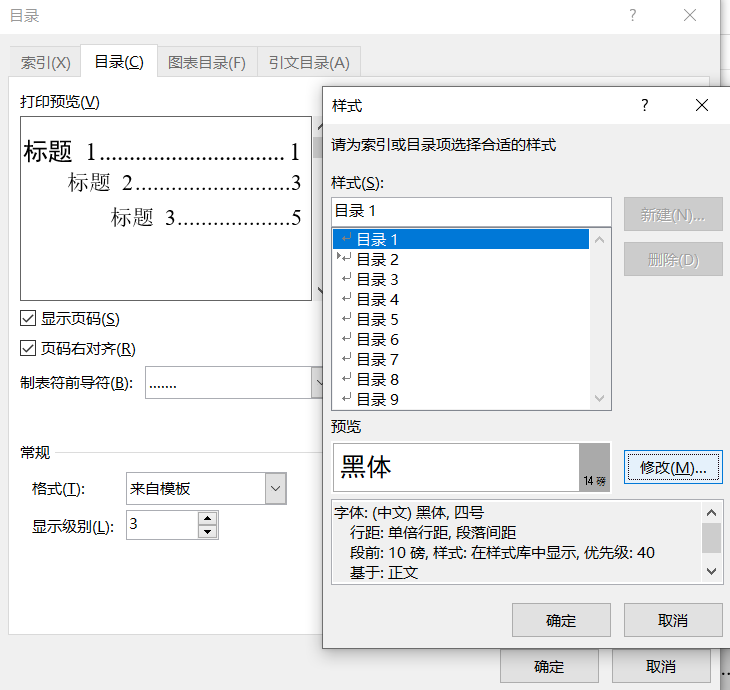 目录
?
索引(X) 目录(C) 图表目录(F) 引文目录(A)
打印预览(V)
标题 1................................ 1
标题 2.........................3
标题 3..................5
显示页码(S)
页码右对齐(R)
制表符前导符(B): .......
常规
格式(T): 来自模板
显示级别(L): 3
样式
?
请为索引或目录项选择合适的样式
样式(S):
目录 1
新建(N)...
删除(D)
目录 1
目录 2
目录 3
目录 4
目录 5
目录 6
目录 7
目录 8
目录 9
预览
黑体
14 磅
修改(M)...
字体: (中文) 黑体, 四号
行距: 单倍行距, 段落间距
段前: 10 磅, 样式: 在样式库中显示, 优先级: 40
基于: 正文
确定 取消
确定 取消